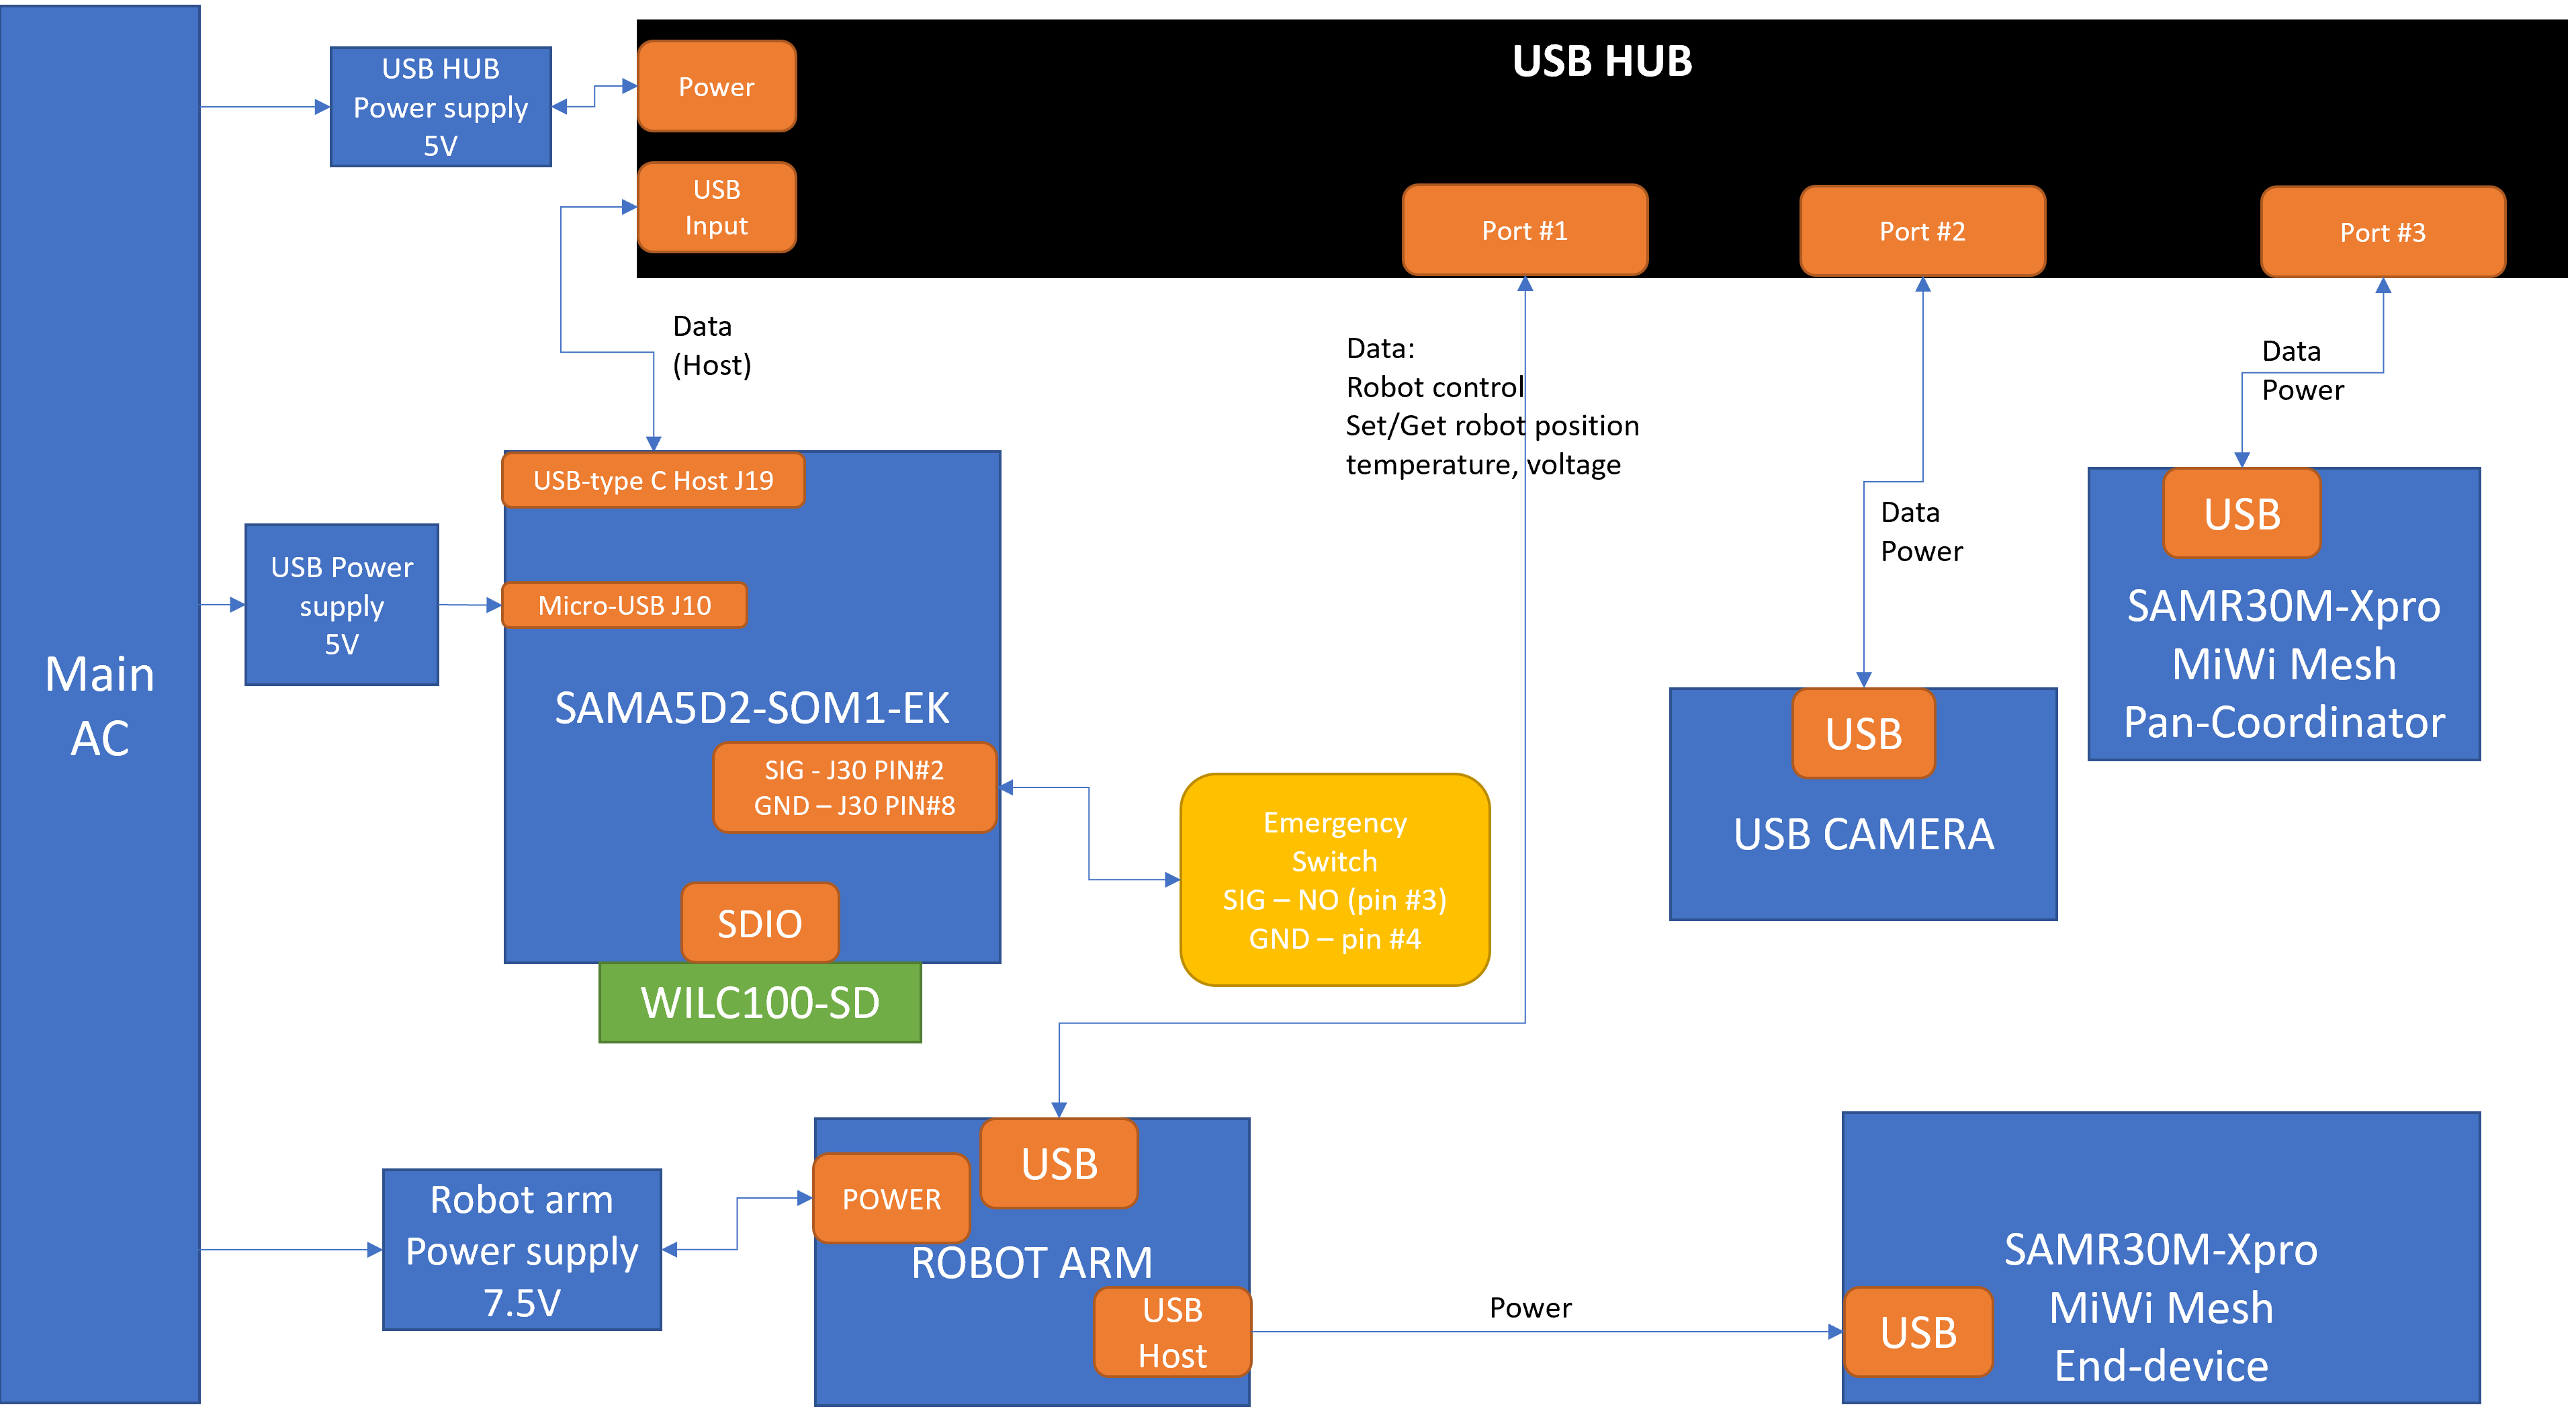 USB HUB
USB HUB
Power supply
5V
Power
USB
Input
Port #1
Port #2
Port #3
Data
(Host)
Data:
Robot control
Set/Get robot position
temperature, voltage
Data
Power
Data
Power
USB-type C Host J19
USB
SAMR30M-Xpro
MiWi Mesh
Pan-Coordinator
USB Power
supply
5V
Micro-USB J10
Main
AC
SAMA5D2-SOM1-EK
SIG - J30 PIN#2
GND – J30 PIN#8
USB
USB CAMERA
Emergency
Switch
SIG – NO (pin #3)
GND – pin #4
SDIO
WILC100-SD
Robot arm
Power supply
7.5V
POWER
USB
ROBOT ARM
USB
Host
Power
USB
SAMR30M-Xpro
MiWi Mesh
End-device